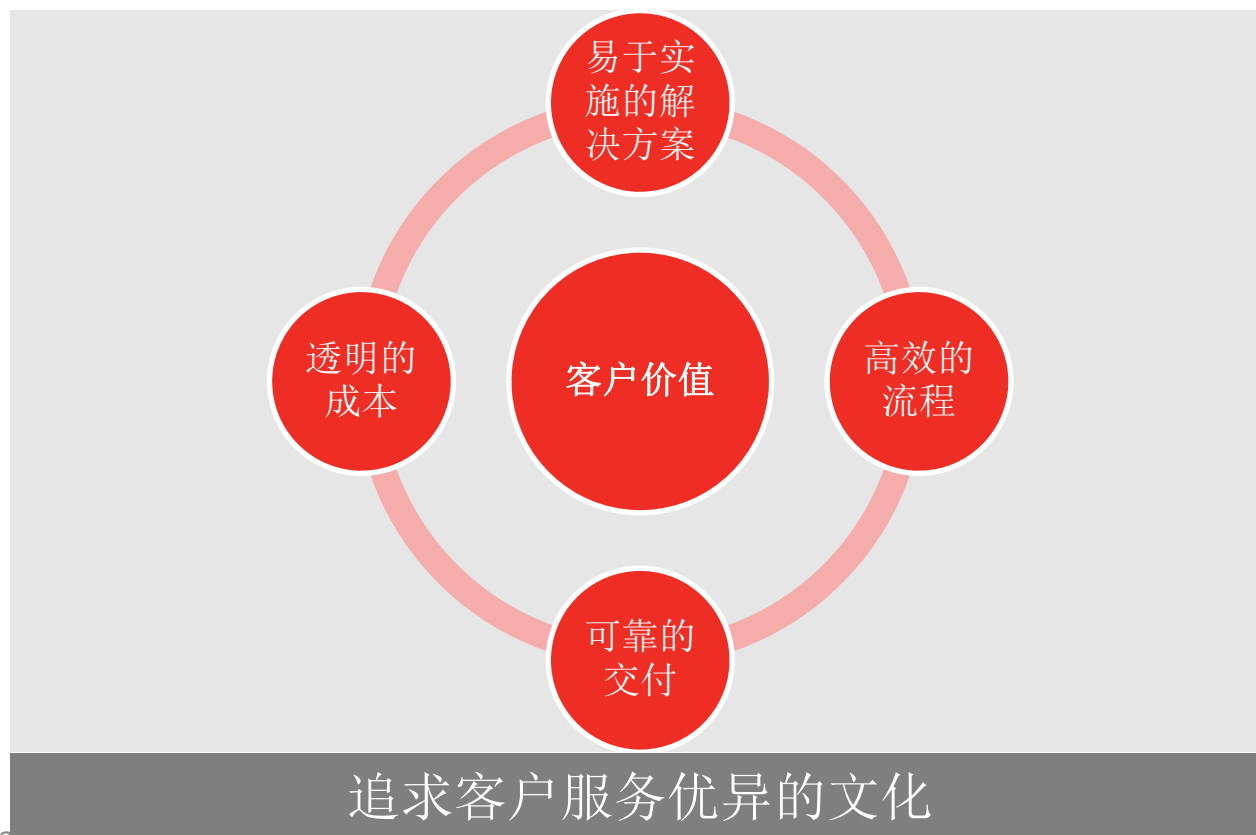 易于实
施的解
决方案
透明的
成本
客户价值
高效的
流程
可靠的
交付
追求客户服务优异的文化